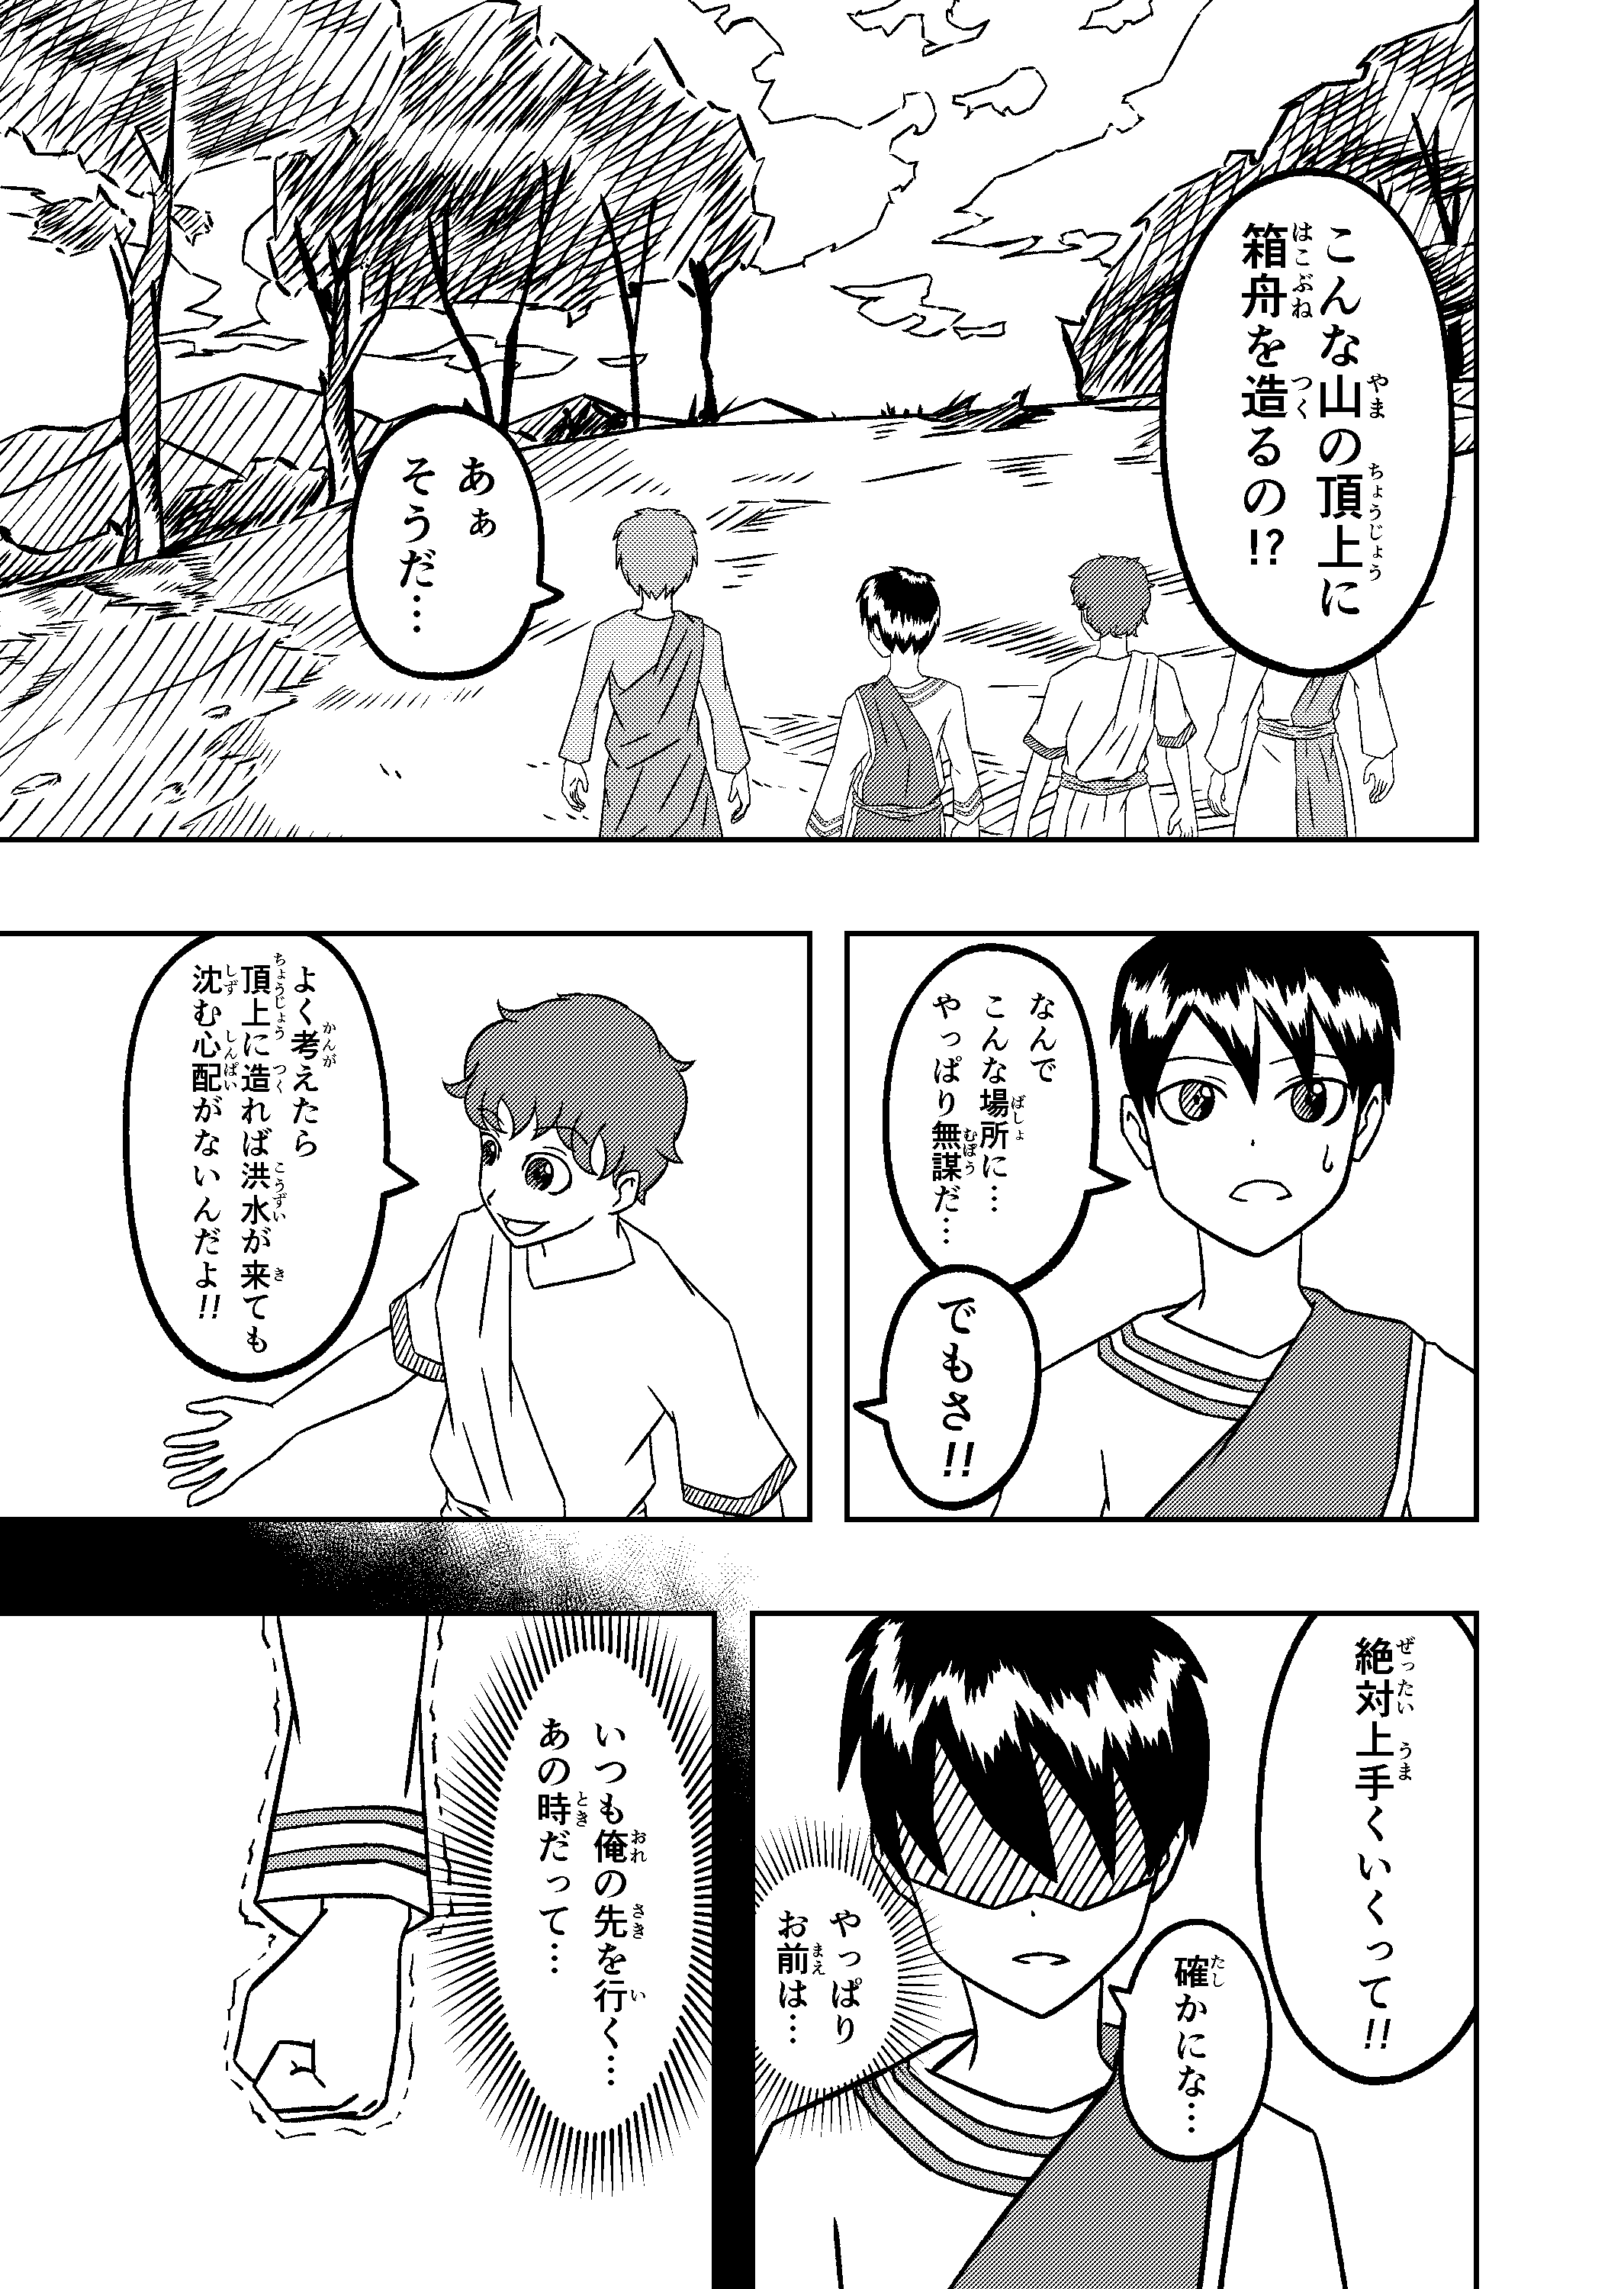 こんな山の頂上に
箱舟を造るの!?
あぁ
そうだ…
なんで
こんな場所に…
やっぱり無謀だ…
でもさ!!
よく考えたら
頂上に造れば洪水が来ても
沈む心配がないんだよ!!
絶対上手くいくって!!
確かにな…
やっぱり
お前は…
いつも俺の先を行く…
あの時だって…